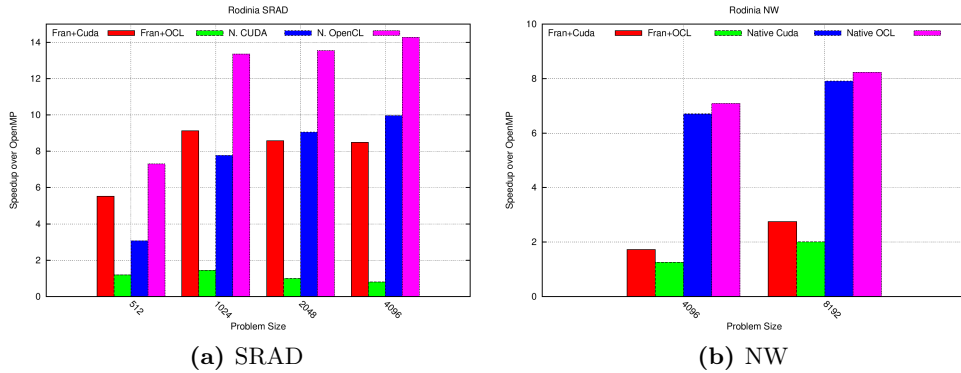 Rodinia SRAD
Fran+Cuda Fran+OCL N. CUDA N. OpenCL
Speedup over OpenMP
14
12
10
8
6
4
2
0
512 1024 2048 4096
Problem Size
(a) SRAD
Rodinia NW
Fran+Cuda Fran+OCL Native Cuda Native OCL
Speedup over OpenMP
10
8
6
4
2
0
4096 8192
Problem Size
(b) NW